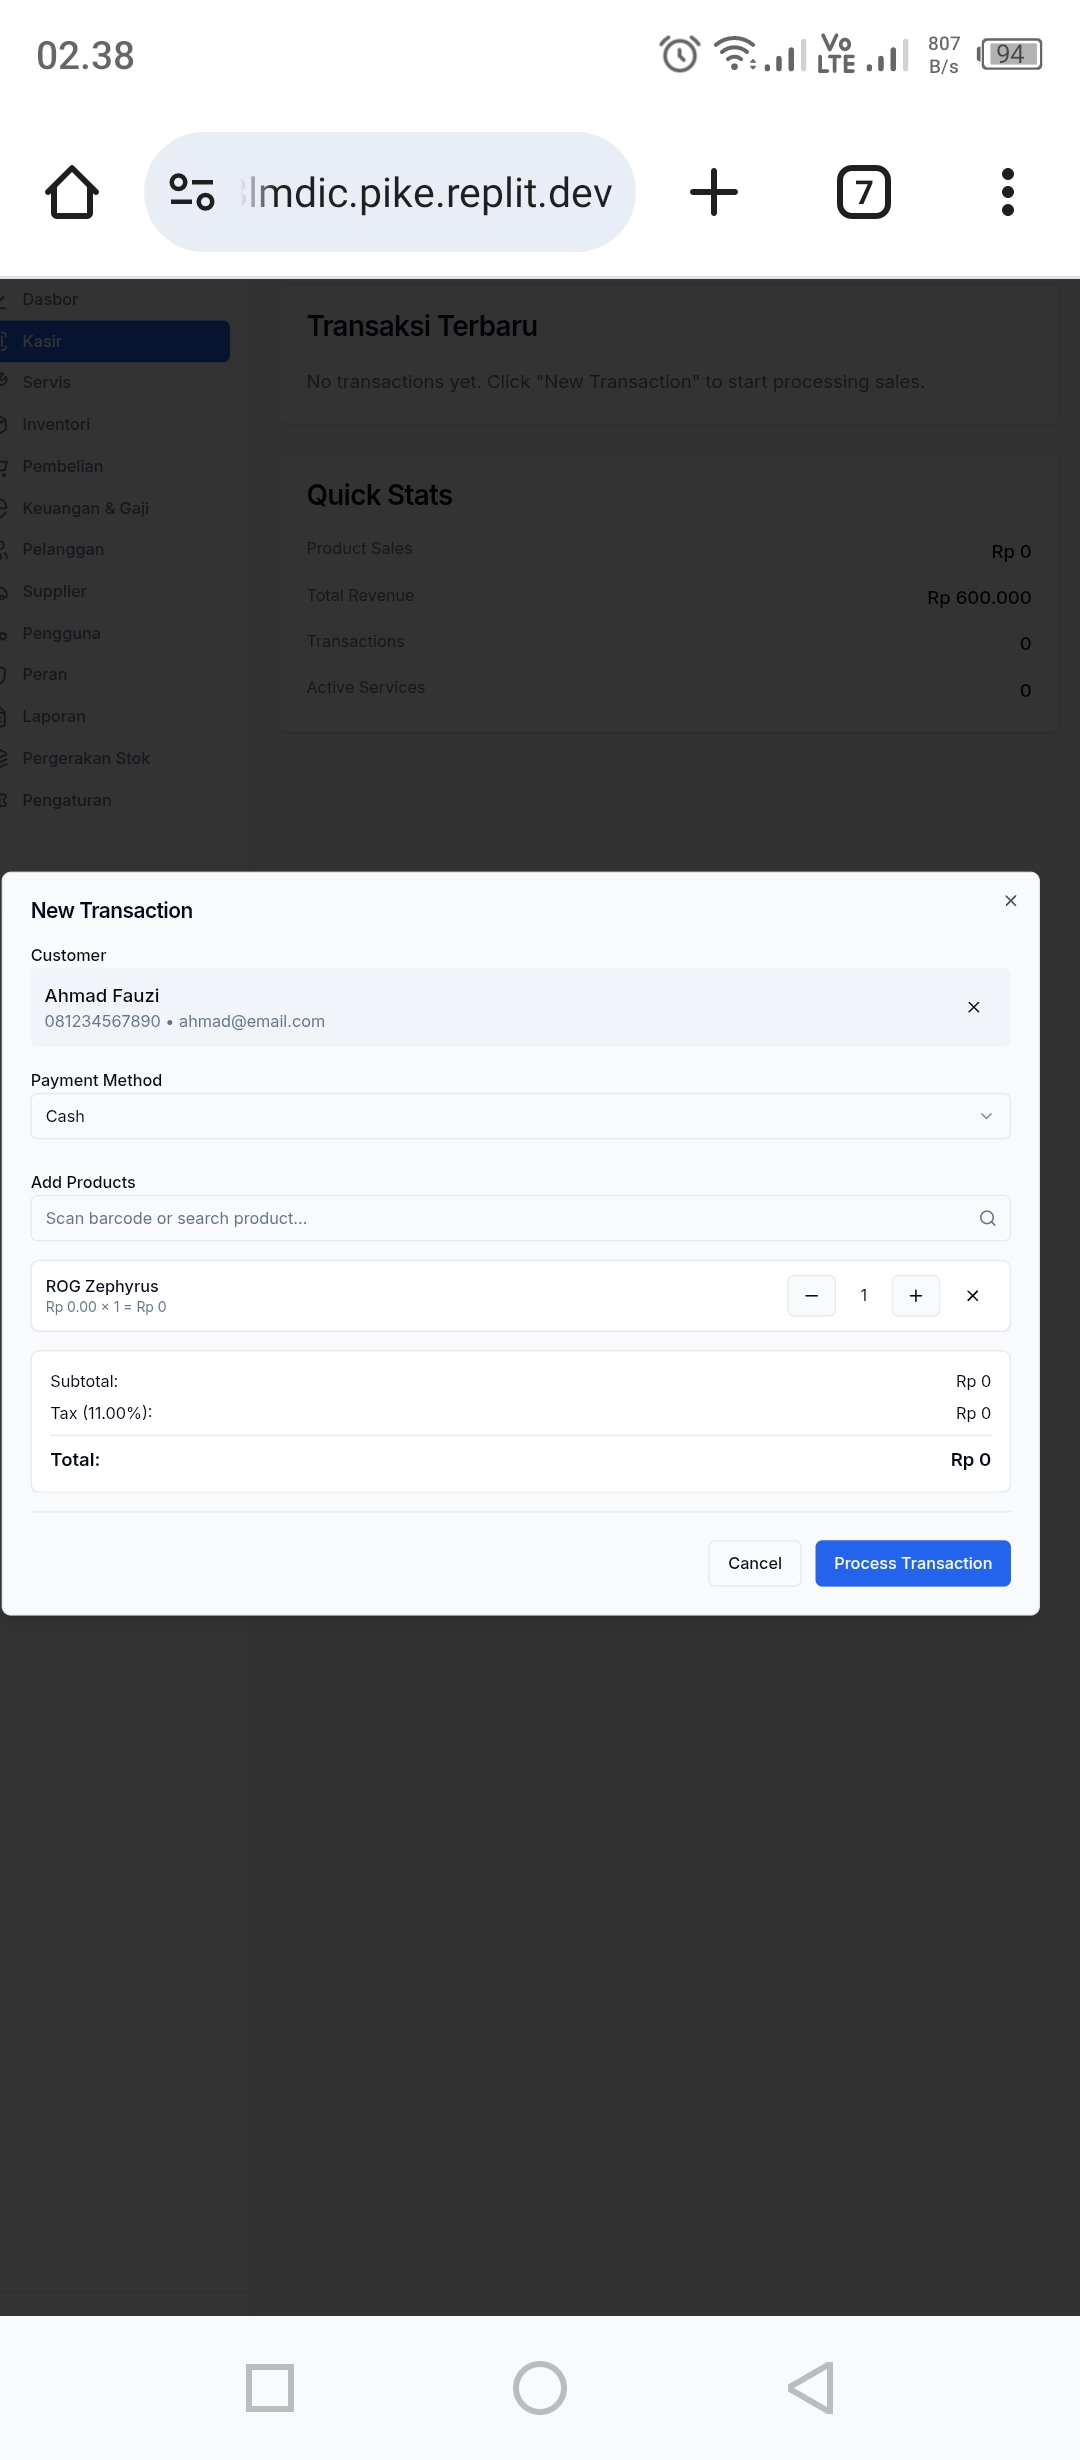 02.38
Vo
LTE
807
B/s
94
lmdic.pike.replit.dev
7
Dasbor
Kasir
Servis
Inventori
Pembelian
Keuangan & Gaji
Pelanggan
Supplier
Pengguna
Peran
Laporan
Pergerakan Stok
Pengaturan
Transaksi Terbaru
No transactions yet. Click "New Transaction" to start processing sales.
Quick Stats
Product Sales Rp 0
Total Revenue Rp 600.000
Transactions 0
Active Services 0
New Transaction
Customer
Ahmad Fauzi
081234567890 • ahmad@email.com
Payment Method
Cash
Add Products
Scan barcode or search product...
ROG Zephyrus
Rp 0.00 × 1 = Rp 0
1
Subtotal: Rp 0
Tax (11.00%): Rp 0
Total: Rp 0
Cancel
Process Transaction